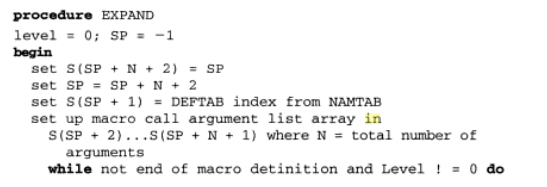 procedure EXPAND
level = 0; SP = −1
begin
set S(SP + N + 2) = SP
set SP = SP + N + 2
set S(SP + 1) = DEFTAB index from NAMTAB
set up macro call argument list array in
S(SP + 2)...S(SP + N + 1) where N = total number of
arguments
while not end of macro detinition and Level ! = 0 do